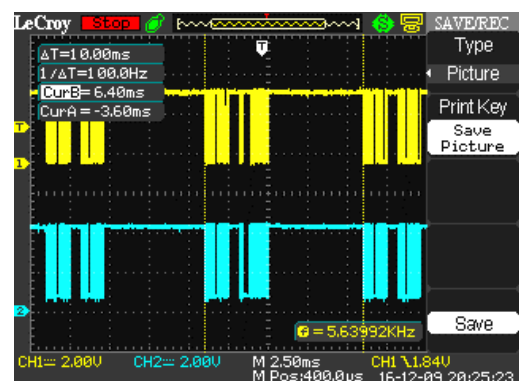 LeCroy Stop SAVE/REC
Type
Picture
Print Key
Save
Picture
Save
ΔT=10.00ms
1/ΔT=100.0Hz
CurB= 6.40ms
CurA = -3.60ms
T
T
1
2
= 5.63992KHz
CH1 2.00V CH2 2.00V M 2.50ms CH1 1.84V
M Pos:400.0us 16-12-09 20:25:23